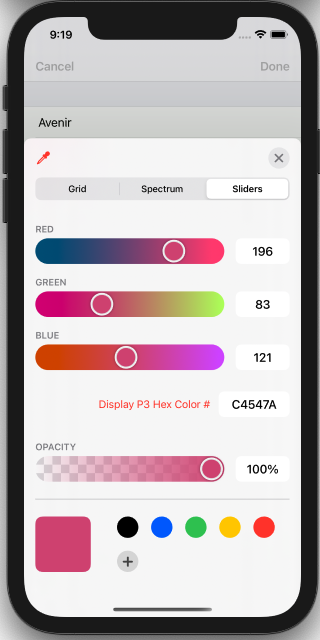 9:19
Cancel
Done
Avenir
Grid
Spectrum
Sliders
RED
196
GREEN
83
BLUE
121
Display P3 Hex Color #
C4547A
OPACITY
100%